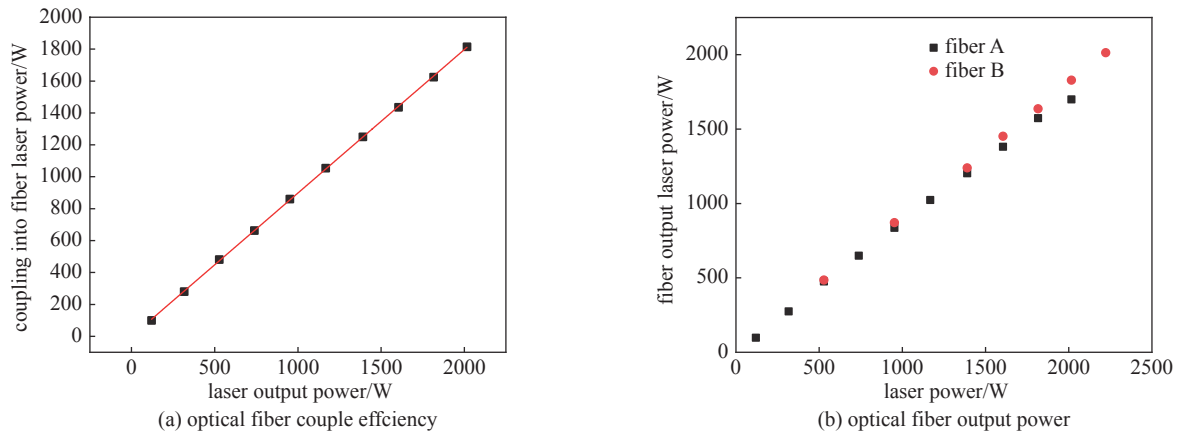 2000
1800
1600
1400
1200
1000
800
600
400
200
0
coupling into fiber laser power/W
0 500 1000 1500 2000
laser output power/W
(a) optical fiber couple effciency
fiber A
fiber B
2000
1500
1000
500
0
fiber output laser power/W
0 500 1000 1500 2000 2500
laser power/W
(b) optical fiber output power